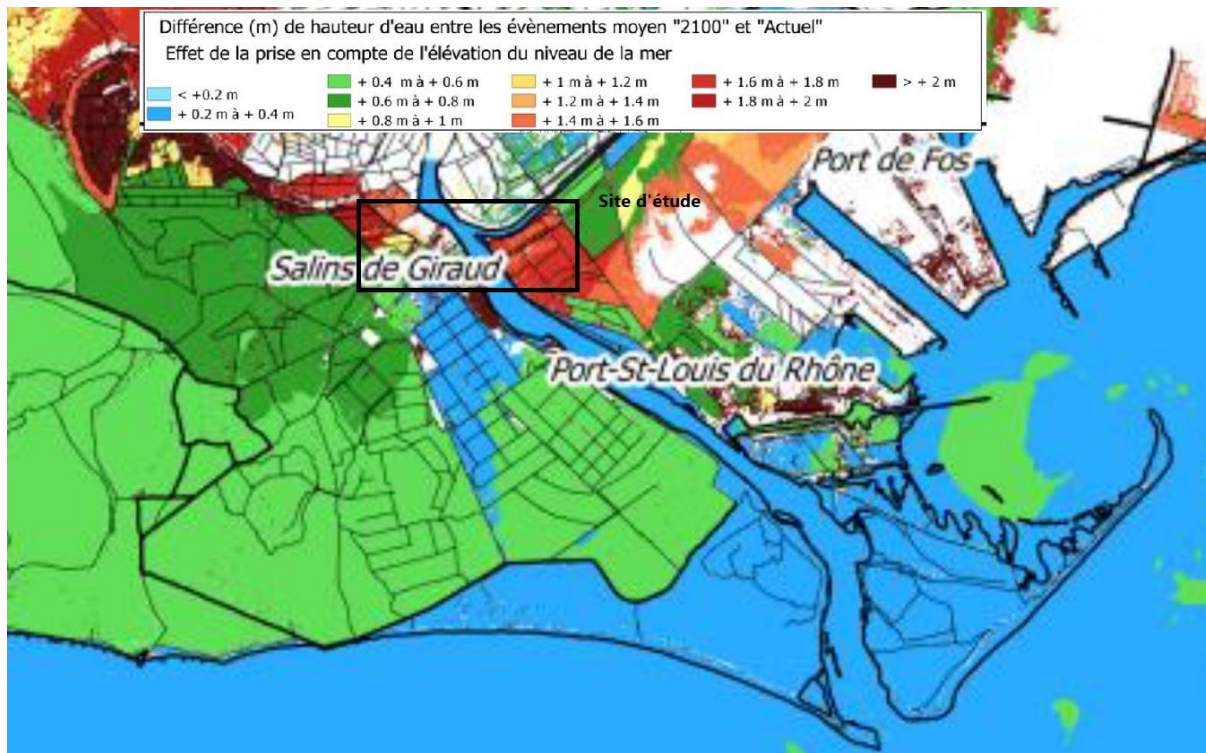 Différence (m) de hauteur d'eau entre les évènements moyen "2100" et "Actuel"
Effet de la prise en compte de l'élévation du niveau de la mer
< +0.2 m
+ 0.2 m à + 0.4 m
+ 0.4 m à + 0.6 m
+ 0.6 m à + 0.8 m
+ 0.8 m à + 1 m
+ 1 m à + 1.2 m
+ 1.2 m à + 1.4 m
+ 1.4 m à + 1.6 m
+ 1.6 m à + 1.8 m
+ 1.8 m à + 2 m
> + 2 m
Port de Fos
Site d'étude
Salins de Giraud
Port-St-Louis du Rhône